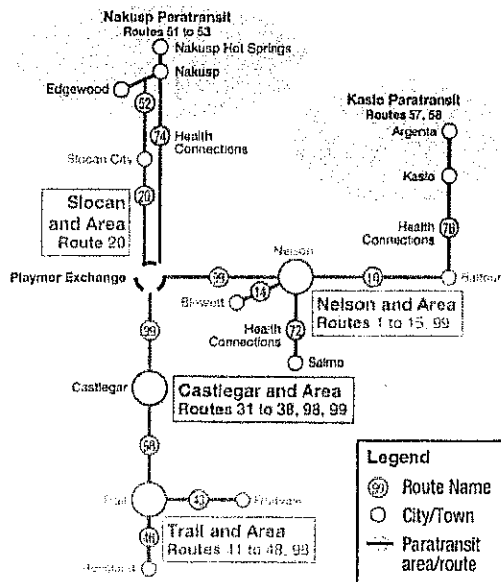 Nakusp Paratransit
Routes 51 to 53
Nakusp Hot Springs
Nakusp
Edgewood
52
74
Health
Connections
Slocan City
20
Slocan
and Area
Route 20
Kaslo Paratransit
Routes 57, 58
Argenta
Kaslo
Health
Connections
76
Balfour
Playmor Exchange
99
Nelson
10
Blewett
14
Nelson and Area
Routes 1 to 15, 99
Health
Connections
72
Salmo
99
Castlegar
Castlegar and Area
Routes 31 to 38, 98, 99
98
Trail
43
Fruitvale
46
Trail and Area
Routes 41 to 48, 98
Rossland
Legend
99
Route Name
City/Town
Paratransit
area/route